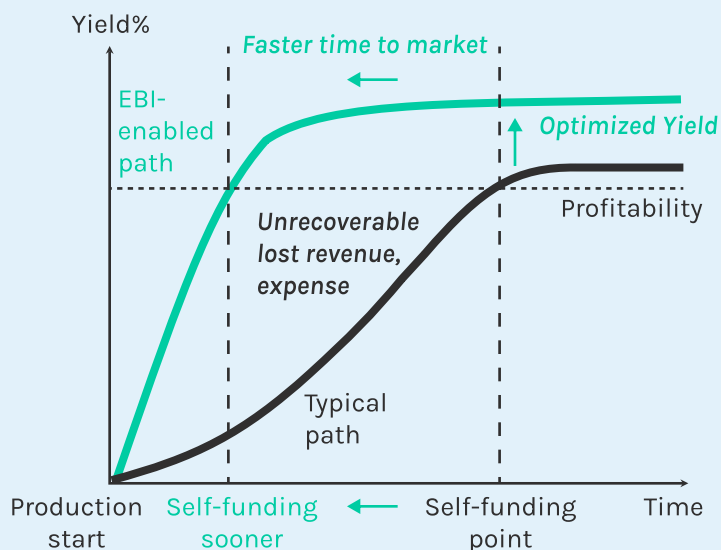 Yield%
Faster time to market
EBI-
enabled
path
Optimized Yield
Profitability
Unrecoverable
lost revenue,
expense
Typical
path
Production
start
Self-funding
sooner
Self-funding
point
Time